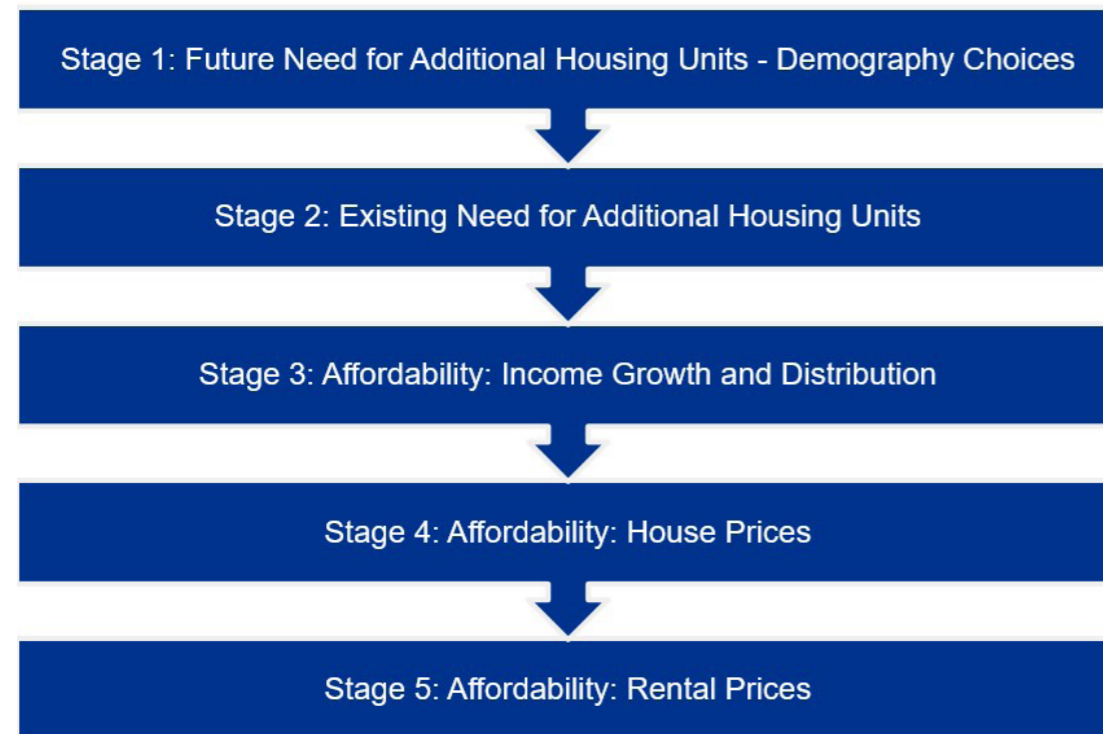 Stage 1: Future Need for Additional Housing Units - Demography Choices
Stage 2: Existing Need for Additional Housing Units
Stage 3: Affordability: Income Growth and Distribution
Stage 4: Affordability: House Prices
Stage 5: Affordability: Rental Prices